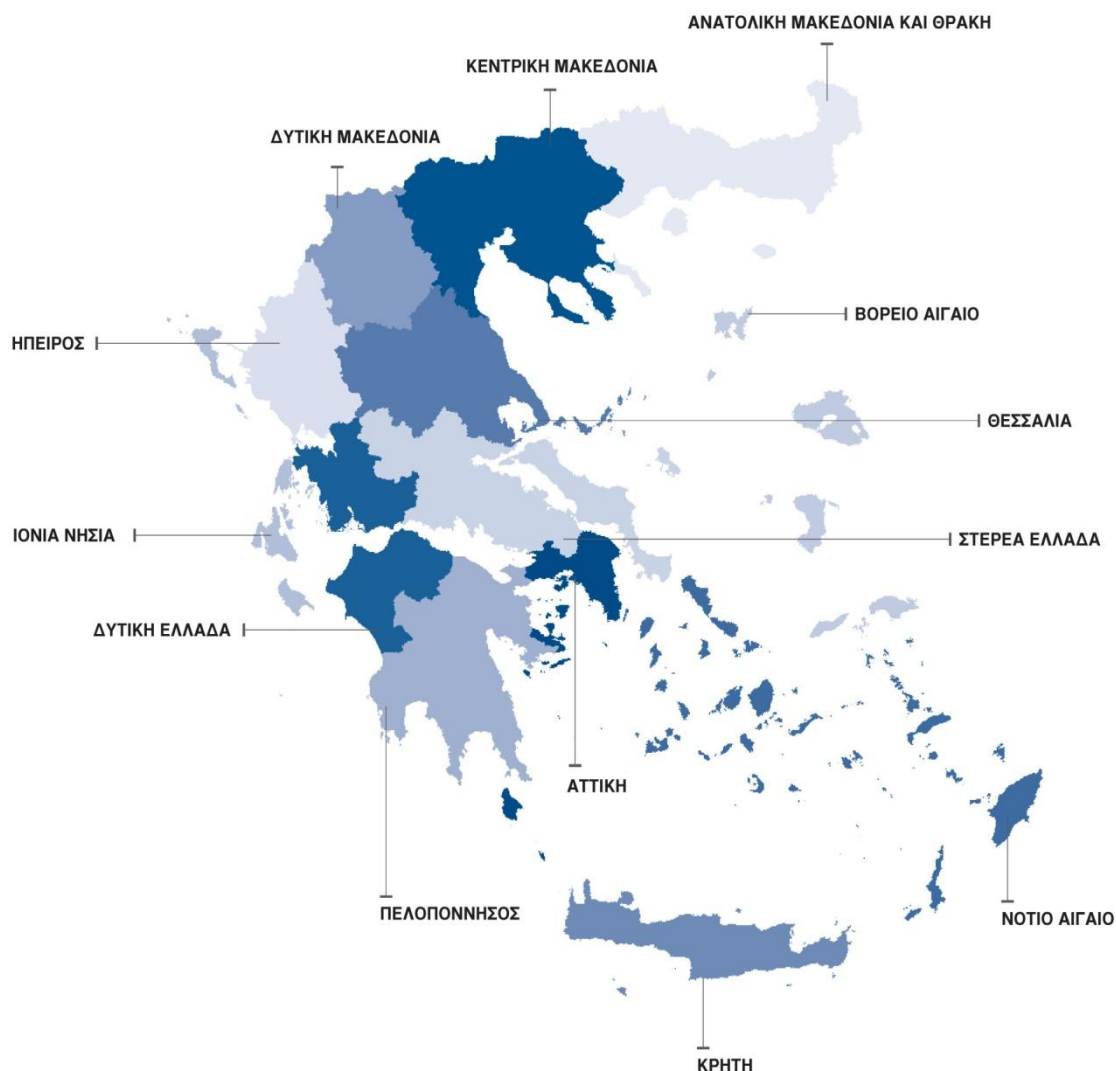 ΑΝΑΤΟΛΙΚΗ ΜΑΚΕΔΟΝΙΑ ΚΑΙ ΘΡΑΚΗ
ΚΕΝΤΡΙΚΗ ΜΑΚΕΔΟΝΙΑ
ΔΥΤΙΚΗ ΜΑΚΕΔΟΝΙΑ
ΒΟΡΕΙΟ ΑΙΓΑΙΟ
ΗΠΕΙΡΟΣ
ΘΕΣΣΑΛΙΑ
ΙΟΝΙΑ ΝΗΣΙΑ
ΣΤΕΡΕΑ ΕΛΛΑΔΑ
ΔΥΤΙΚΗ ΕΛΛΑΔΑ
ΑΤΤΙΚΗ
ΠΕΛΟΠΟΝΝΗΣΟΣ
ΝΟΤΙΟ ΑΙΓΑΙΟ
ΚΡΗΤΗ